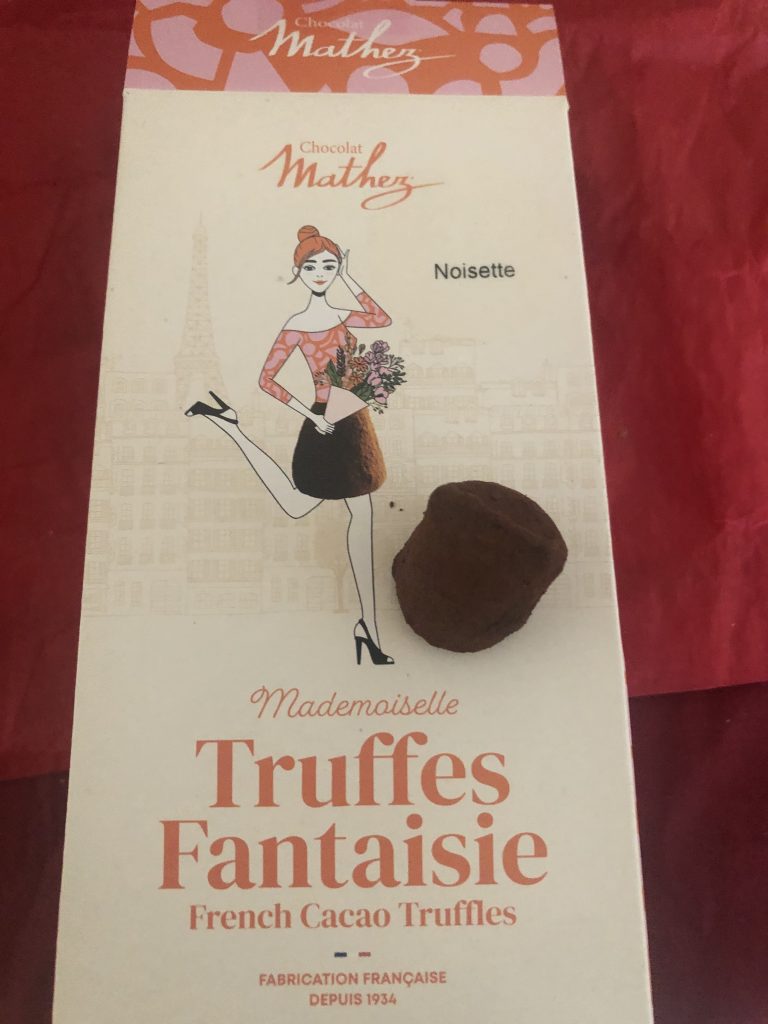 Chocolat
Mathez
Chocolat
Mathez
Noisette
Mademoiselle
Truffes
Fantaisie
French Cacao Truffles
FABRICATION FRANÇAISE
DEPUIS 1934